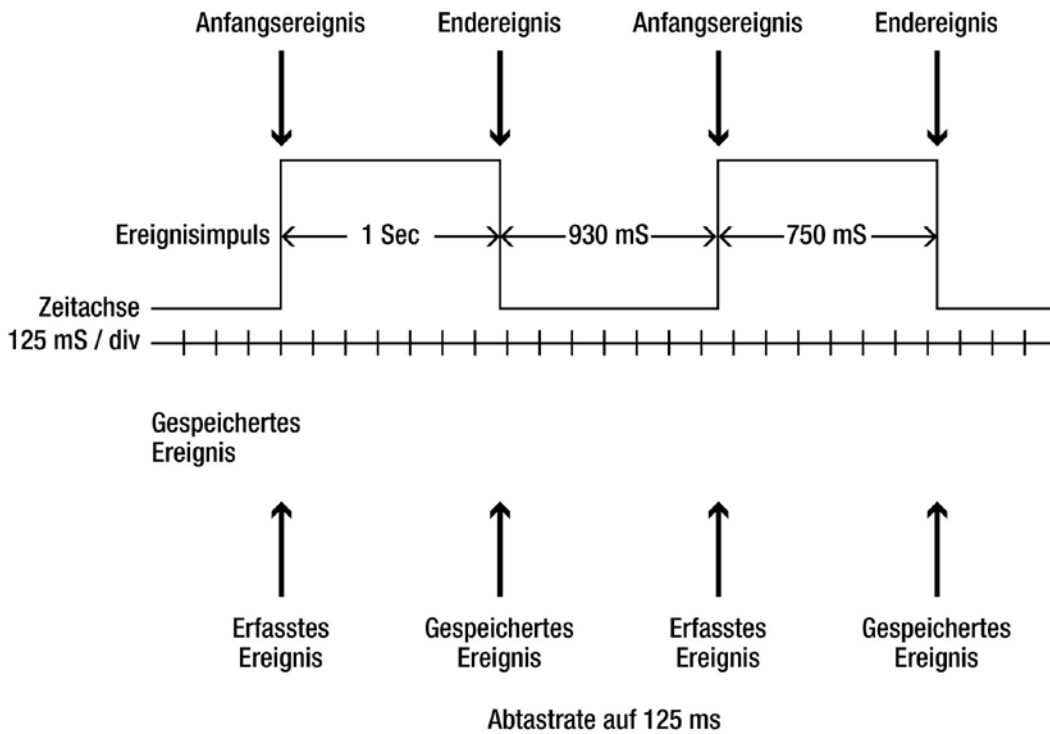 Anfangsereignis Endereignis Anfangsereignis Endereignis
Ereignisimpuls 1 Sec 930 mS 750 mS
Zeitachse
125 mS / div
Gespeichertes
Ereignis
Erfasstes Gespeichertes Erfasstes Gespeichertes
Ereignis Ereignis Ereignis Ereignis
Abtastrate auf 125 ms